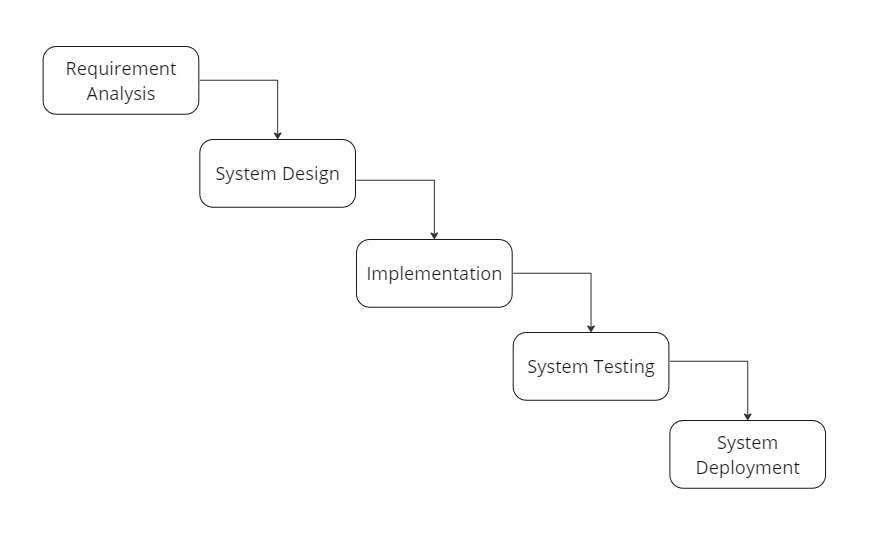 Requirement
Analysis
System Design
Implementation
System Testing
System
Deployment